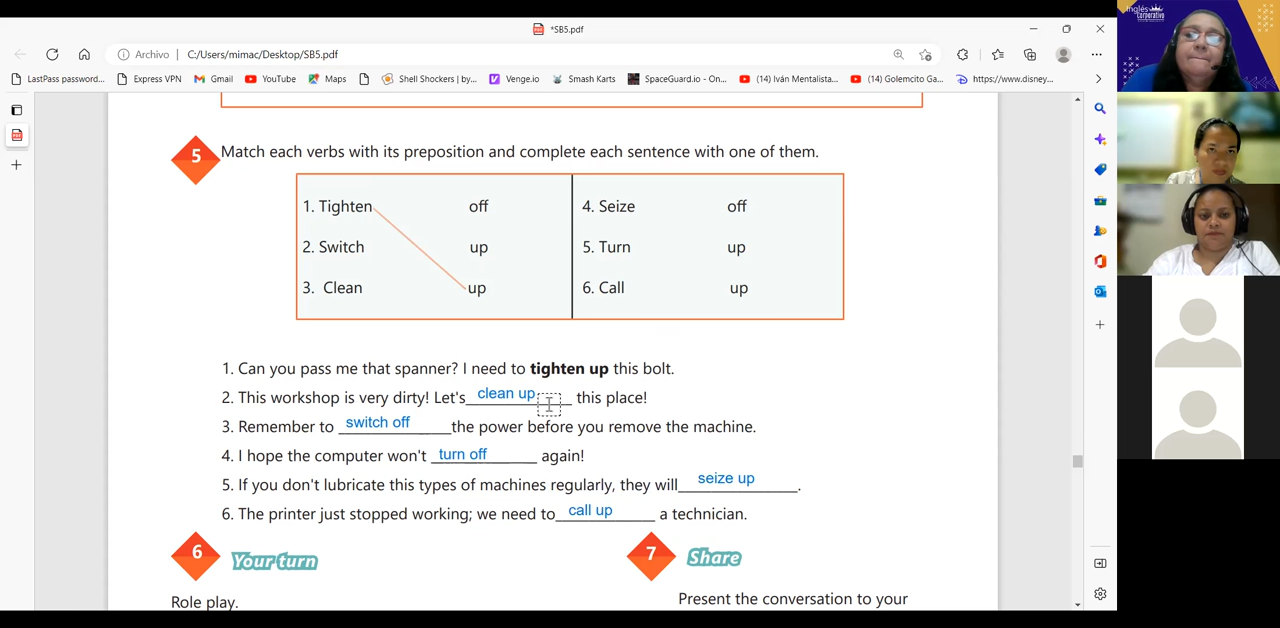 *SB5.pdf
Archivo | C:/Users/mimac/Desktop/SB5.pdf
LastPass password... Express VPN Gmail YouTube Maps Shell Shockers | by... Venge.io Smash Karts SpaceGuard.io - On... (14) Iván Mentalista... (14) Golemcito Ga... https://www.disney...
Inglés
Corporativo
5 Match each verbs with its preposition and complete each sentence with one of them.
1. Tighten off 4. Seize off
2. Switch up 5. Turn up
3. Clean up 6. Call up
1. Can you pass me that spanner? I need to tighten up this bolt.
2. This workshop is very dirty! Let's clean up this place!
3. Remember to switch off the power before you remove the machine.
4. I hope the computer won't turn off again!
5. If you don't lubricate this types of machines regularly, they will seize up.
6. The printer just stopped working; we need to call up a technician.
6 Your turn 7 Share
Role play. Present the conversation to your